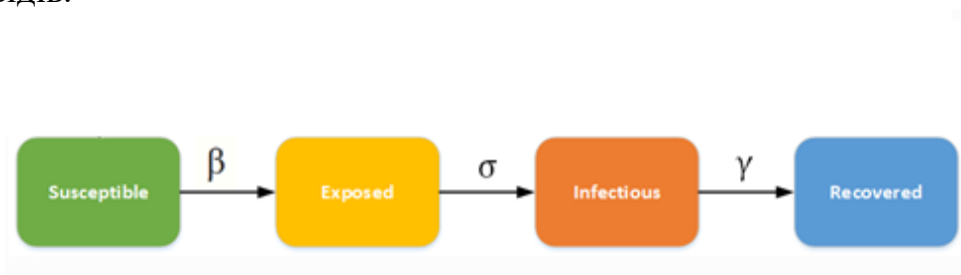 β σ γ
Susceptible Exposed Infectious Recovered